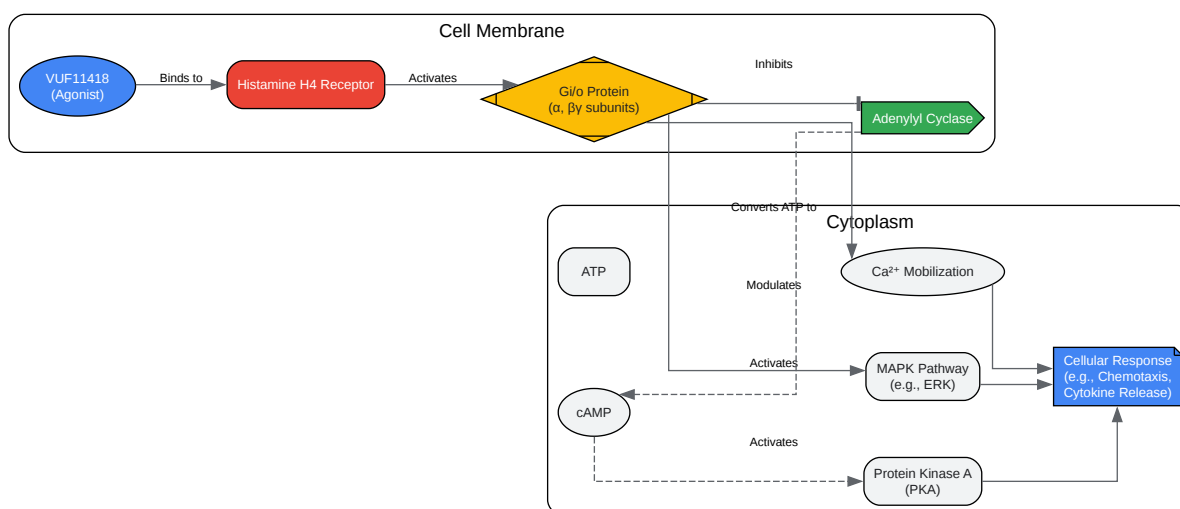 Cell Membrane
VUF11418
(Agonist)
Binds to
Histamine H4 Receptor
Activates
Gi/o Protein
(α, βγ subunits)
Inhibits
Adenylyl Cyclase
Converts ATP to
Cytoplasm
ATP
Ca²⁺ Mobilization
Modulates
Activates
MAPK Pathway
(e.g., ERK)
Cellular Response
(e.g., Chemotaxis,
Cytokine Release)
cAMP
Activates
Protein Kinase A
(PKA)